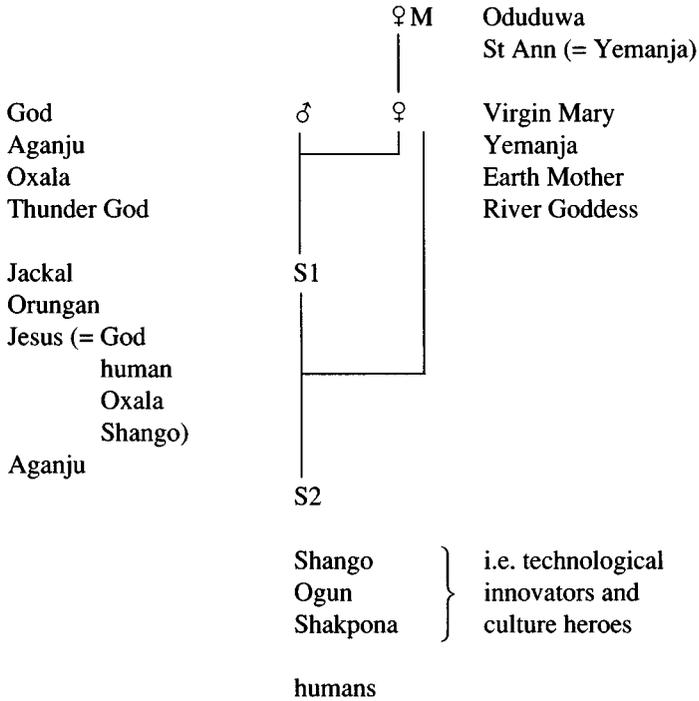 ♀M Oduduwa
St Ann (= Yemanja)
God ♂ ♀ Virgin Mary
Aganju Yemanja
Oxala Earth Mother
Thunder God River Goddess
Jackal S1
Orungan
Jesus (= God
human
Oxala
Shango)
Aganju
S2
Shango i.e. technological
Ogun innovators and
Shakpona culture heroes
humans